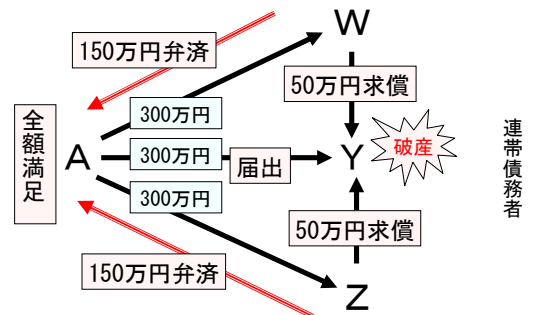 W
150万円弁済
50万円求償
300万円
全額満足
A
300万円
届出
Y
破産
連帯債務者
300万円
50万円求償
150万円弁済
Z